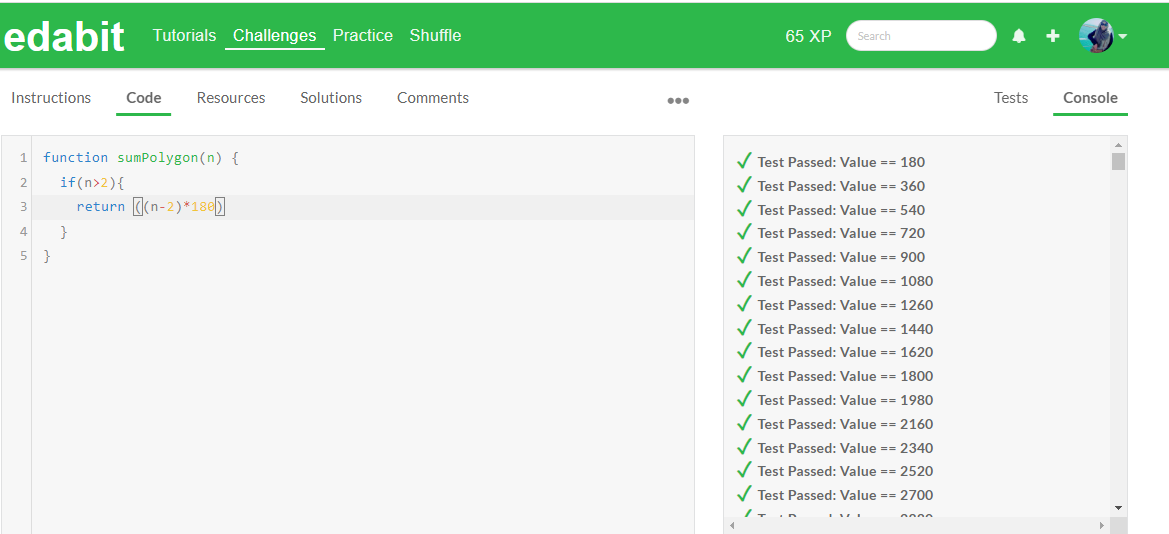 edabit Tutorials Challenges Practice Shuffle 65 XP Search
Instructions Code Resources Solutions Comments ••• Tests Console
1 function sumPolygon(n) {
2 if(n>2){
3 return ((n-2)*180)
4 }
5 }
Test Passed: Value == 180
Test Passed: Value == 360
Test Passed: Value == 540
Test Passed: Value == 720
Test Passed: Value == 900
Test Passed: Value == 1080
Test Passed: Value == 1260
Test Passed: Value == 1440
Test Passed: Value == 1620
Test Passed: Value == 1800
Test Passed: Value == 1980
Test Passed: Value == 2160
Test Passed: Value == 2340
Test Passed: Value == 2520
Test Passed: Value == 2700